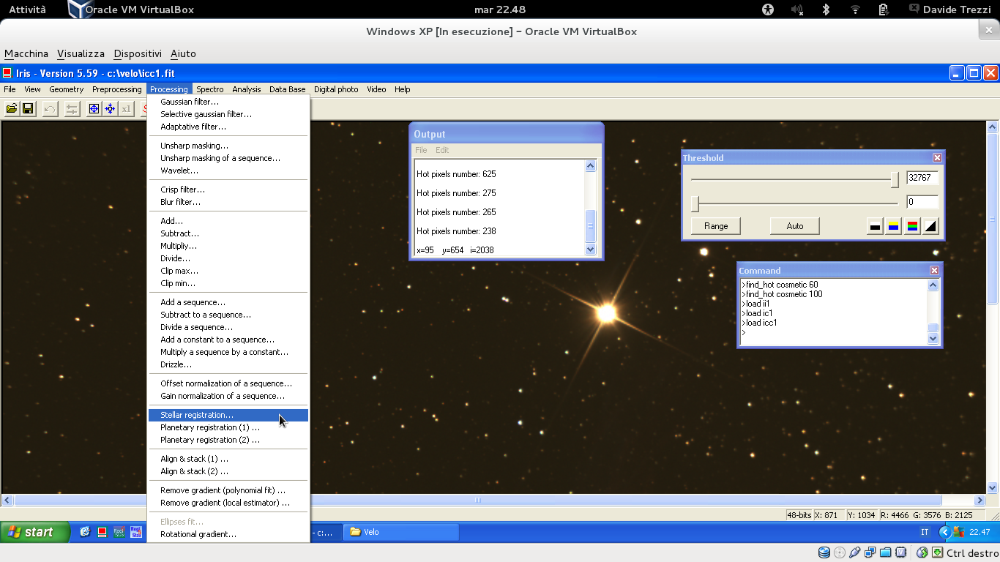 Attività
Oracle VM VirtualBox
mar 22.48
Davide Trezzi
Windows XP [In esecuzione] – Oracle VM VirtualBox
Macchina Visualizza Dispositivi Aiuto
Iris - Version 5.59 - c:\velo\icc1.fit
File View Geometry Preprocessing Processing Spectro Analysis Data Base Digital photo Video Help
x1
Gaussian filter...
Selective gaussian filter...
Adaptative filter...
Unsharp masking...
Unsharp masking of a sequence...
Wavelet...
Crisp filter...
Blur filter...
Add...
Subtract...
Multiply...
Divide...
Clip max...
Clip min...
Add a sequence...
Subtract to a sequence...
Divide a sequence...
Add a constant to a sequence...
Multiply a sequence by a constant...
Drizzle...
Offset normalization of a sequence...
Gain normalization of a sequence...
Stellar registration...
Planetary registration (1) ...
Planetary registration (2) ...
Align & stack (1) ...
Align & stack (2) ...
Remove gradient (polynomial fit) ...
Remove gradient (local estimator) ...
Ellipses fit...
Rotational gradient...
Output
File Edit
Hot pixels number: 625
Hot pixels number: 275
Hot pixels number: 265
Hot pixels number: 238
x=95 y=654 i=2038
Threshold
32767
0
Range Auto
Command
>find_hot cosmetic 60
>find_hot cosmetic 100
>load ii1
>load ic1
>load icc1
>
48-bits X: 871 Y: 1034 R: 4466 G: 3576 B: 2125
start
- c:...
Velo
IT
22.47
Ctrl destro